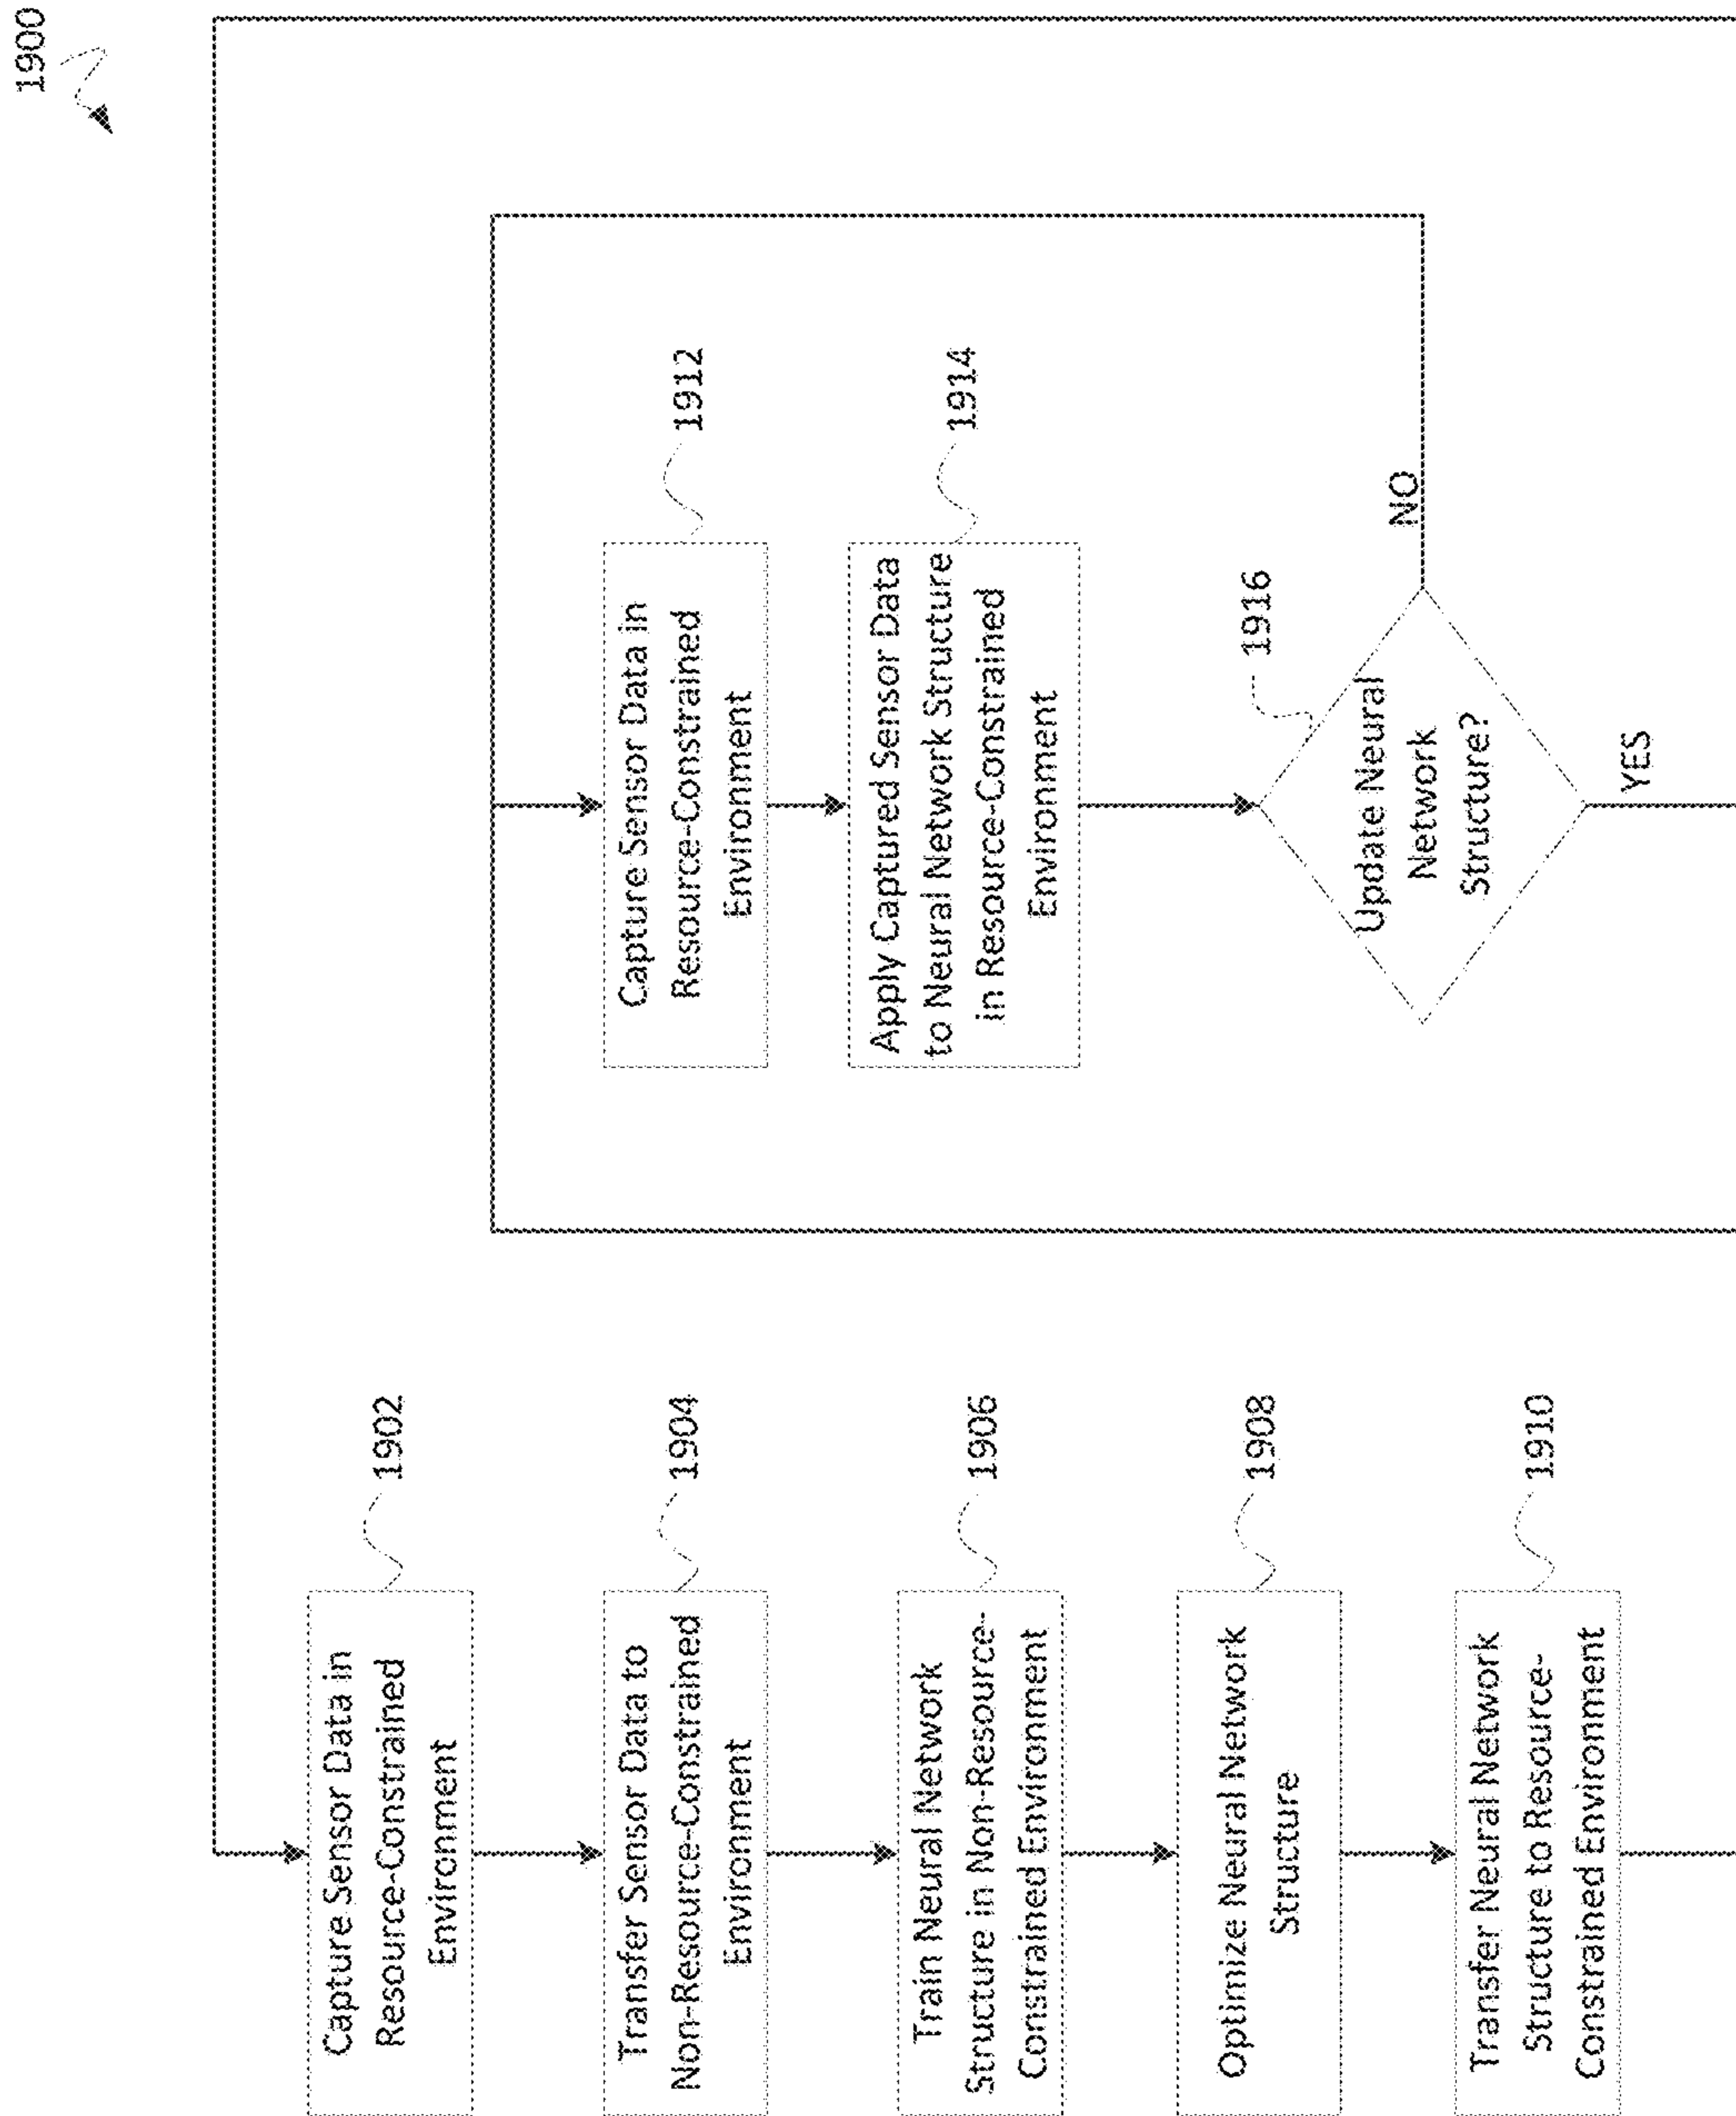 1900
Capture Sensor Data in
Resource-Constrained
Environment
1902
Transfer Sensor Data to
Non-Resource-Constrained
Environment
1904
Train Neural Network
Structure in Non-Resource-
Constrained Environment
1906
Optimize Neural Network
Structure
1908
Transfer Neural Network
Structure to Resource-
Constrained Environment
1910
Capture Sensor Data in
Resource-Constrained
Environment
1912
Apply Captured Sensor Data
to Neural Network Structure
in Resource-Constrained
Environment
1914
Update Neural
Network
Structure?
1916
NO
YES